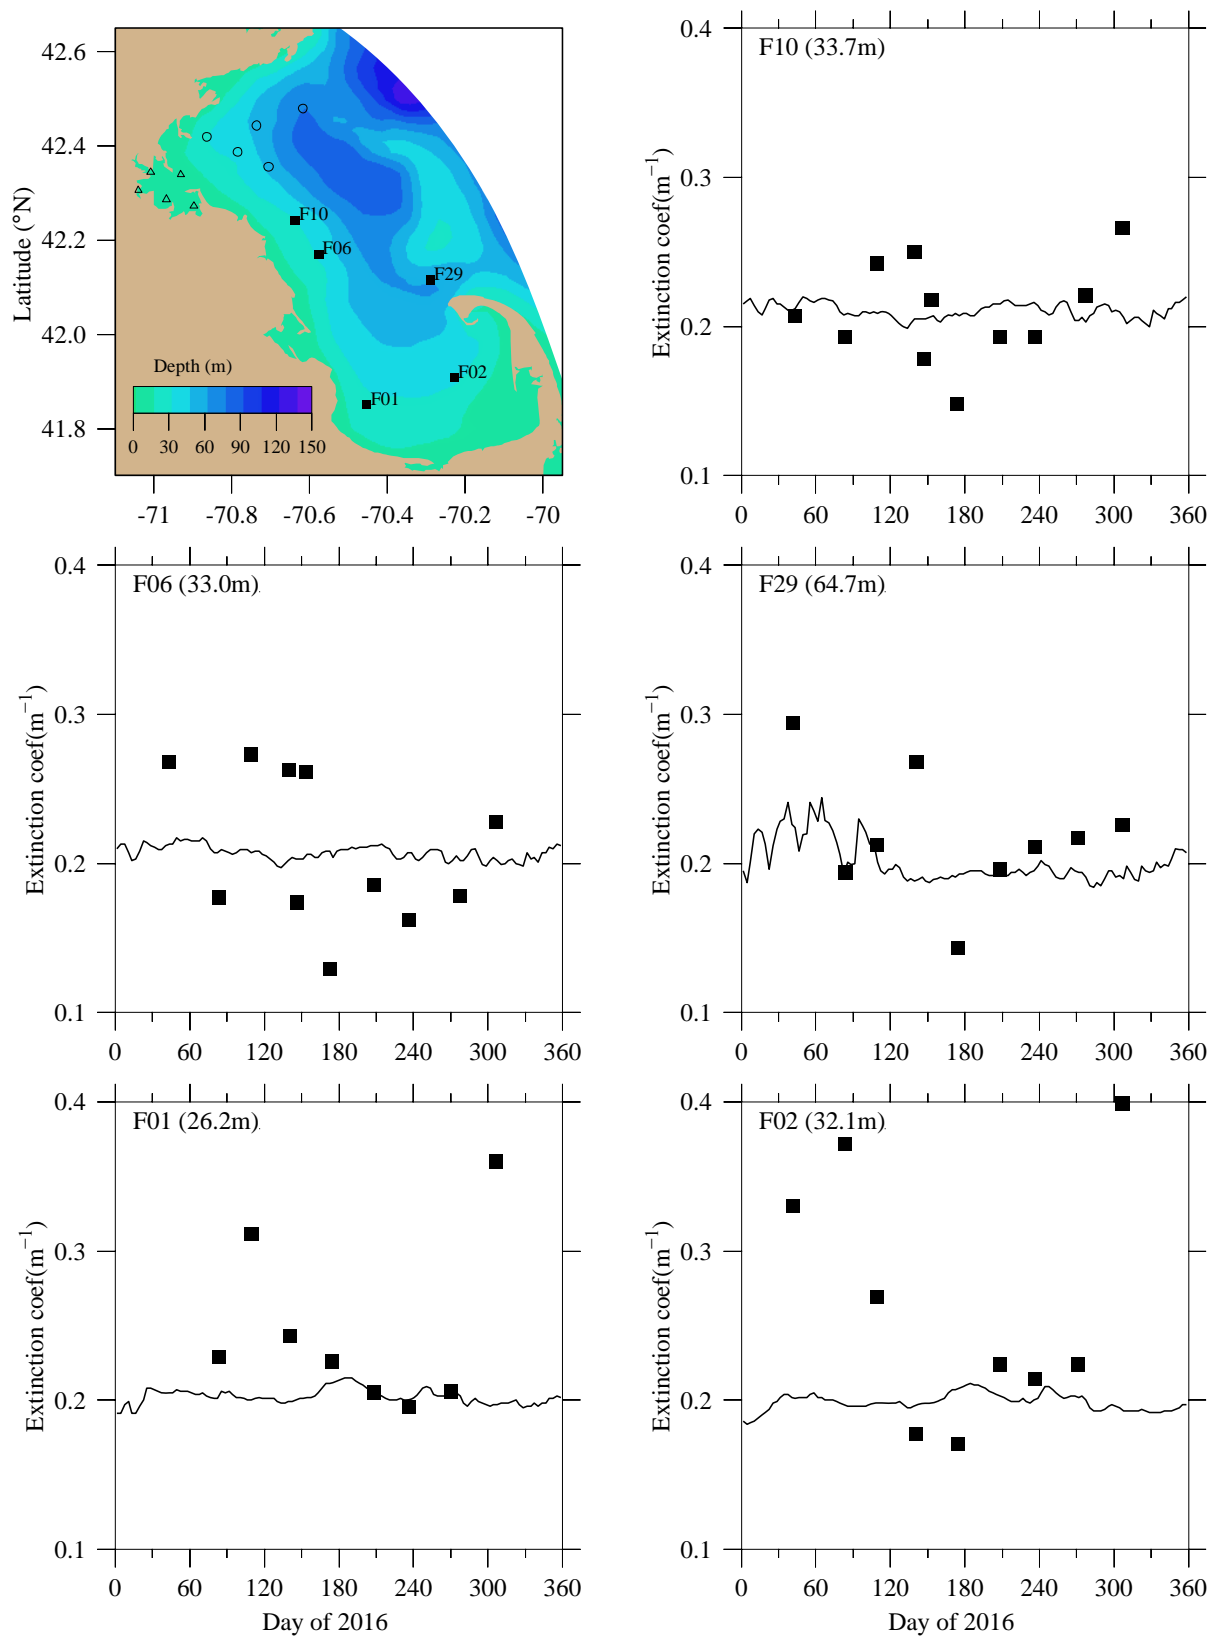 42.6
42.4
42.2
42.0
41.8
Latitude (°N)
F10
F06
F29
F02
F01
Depth (m)
0 30 60 90 120 150
-71 -70.8 -70.6 -70.4 -70.2 -70
F10 (33.7m)
0.4
0.3
0.2
0.1
Extinction coef(m⁻¹)
0 60 120 180 240 300 360
F06 (33.0m)
0.4
0.3
0.2
0.1
Extinction coef(m⁻¹)
0 60 120 180 240 300 360
F29 (64.7m)
0.4
0.3
0.2
0.1
Extinction coef(m⁻¹)
0 60 120 180 240 300 360
F01 (26.2m)
0.4
0.3
0.2
0.1
Extinction coef(m⁻¹)
0 60 120 180 240 300 360
Day of 2016
F02 (32.1m)
0.4
0.3
0.2
0.1
Extinction coef(m⁻¹)
0 60 120 180 240 300 360
Day of 2016